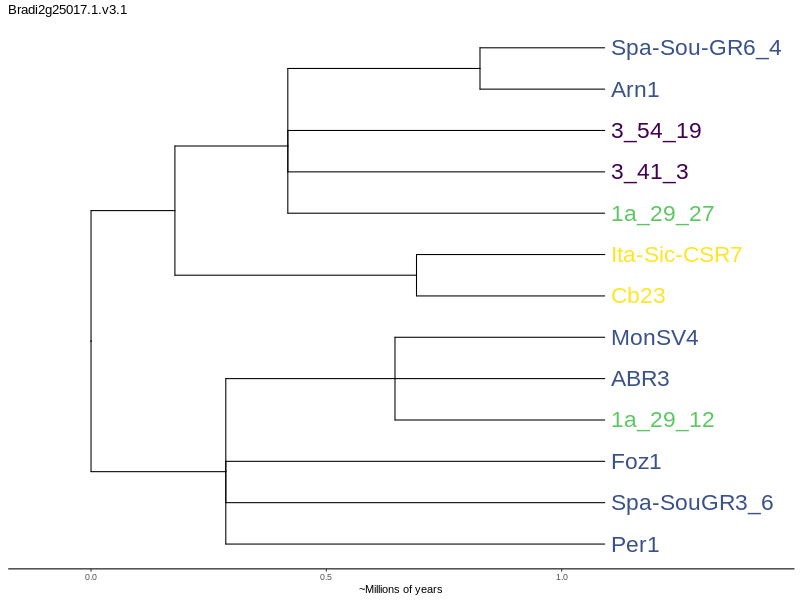 Bradi2g25017.1.v3.1
Spa-Sou-GR6_4
Arn1
3_54_19
3_41_3
1a_29_27
Ita-Sic-CSR7
Cb23
MonSV4
ABR3
1a_29_12
Foz1
Spa-SouGR3_6
Per1
0.0 0.5 1.0
~Millions of years